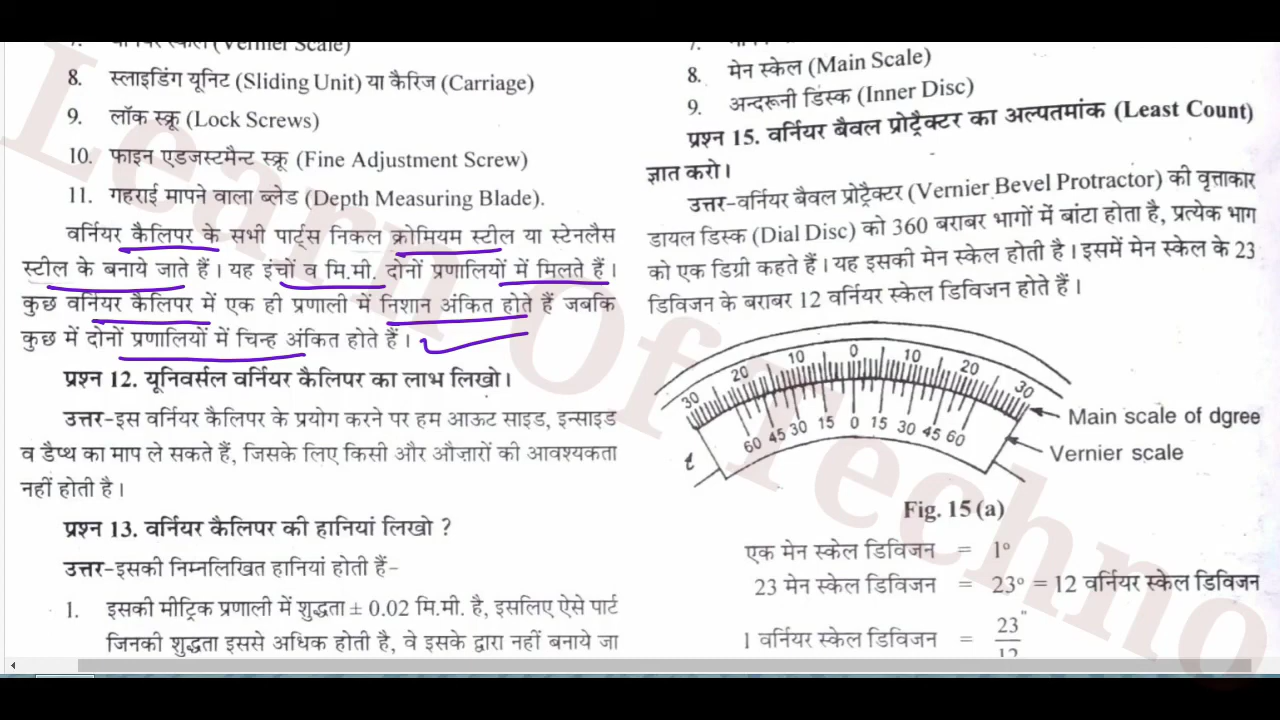 (Vernier Scale)
8. स्लाइडिंग यूनिट (Sliding Unit) या कैरिज (Carriage)
9. लॉक स्क्रू (Lock Screws)
10. फाइन एडजस्टमैन्ट स्क्रू (Fine Adjustment Screw)
11. गहराई मापने वाला ब्लेड (Depth Measuring Blade).
वर्नियर कैलिपर के सभी पार्ट्स निकल क्रोमियम स्टील या स्टेनलैस
स्टील के बनाये जाते हैं। यह इंचों व मि.मी. दोनों प्रणालियों में मिलते हैं।
कुछ वर्नियर कैलिपर में एक ही प्रणाली में निशान अंकित होते हैं जबकि
कुछ में दोनों प्रणालियों में चिन्ह अंकित होते हैं।
प्रश्न 12. यूनिवर्सल वर्नियर कैलिपर का लाभ लिखो।
उत्तर-इस वर्नियर कैलिपर के प्रयोग करने पर हम आऊट साइड, इन्साइड
व डैप्थ का माप ले सकते हैं, जिसके लिए किसी और औज़ारों की आवश्यकता
नहीं होती है।
प्रश्न 13. वर्नियर कैलिपर की हानियां लिखो ?
उत्तर-इसकी निम्नलिखित हानियां होती हैं-
1. इसकी मीट्रिक प्रणाली में शुद्धता ± 0.02 मि.मी. है, इसलिए ऐसे पार्ट
जिनकी शुद्धता इससे अधिक होती है, वे इसके द्वारा नहीं बनाये जा
7.
8. मेन स्केल (Main Scale)
9. अन्दरूनी डिस्क (Inner Disc)
प्रश्न 15. वर्नियर बैवल प्रोट्रैक्टर का अल्पतमांक (Least Count)
ज्ञात करो।
उत्तर-वर्नियर बैवल प्रोट्रैक्टर (Vernier Bevel Protractor) की वृत्ताकार
डायल डिस्क (Dial Disc) को 360 बराबर भागों में बांटा होता है, प्रत्येक भाग
को एक डिग्री कहते हैं। यह इसकी मेन स्केल होती है। इसमें मेन स्केल के 23
डिविजन के बराबर 12 वर्नियर स्केल डिविजन होते हैं।
30 20 10 0 10 20 30
60 45 30 15 0 15 30 45 60
Main scale of dgree
Vernier scale
Fig. 15 (a)
एक मेन स्केल डिविजन = 1°
23 मेन स्केल डिविजन = 23° = 12 वर्नियर स्केल डिविजन
1 वर्नियर स्केल डिविजन = 23"
12
Learn Of Techno